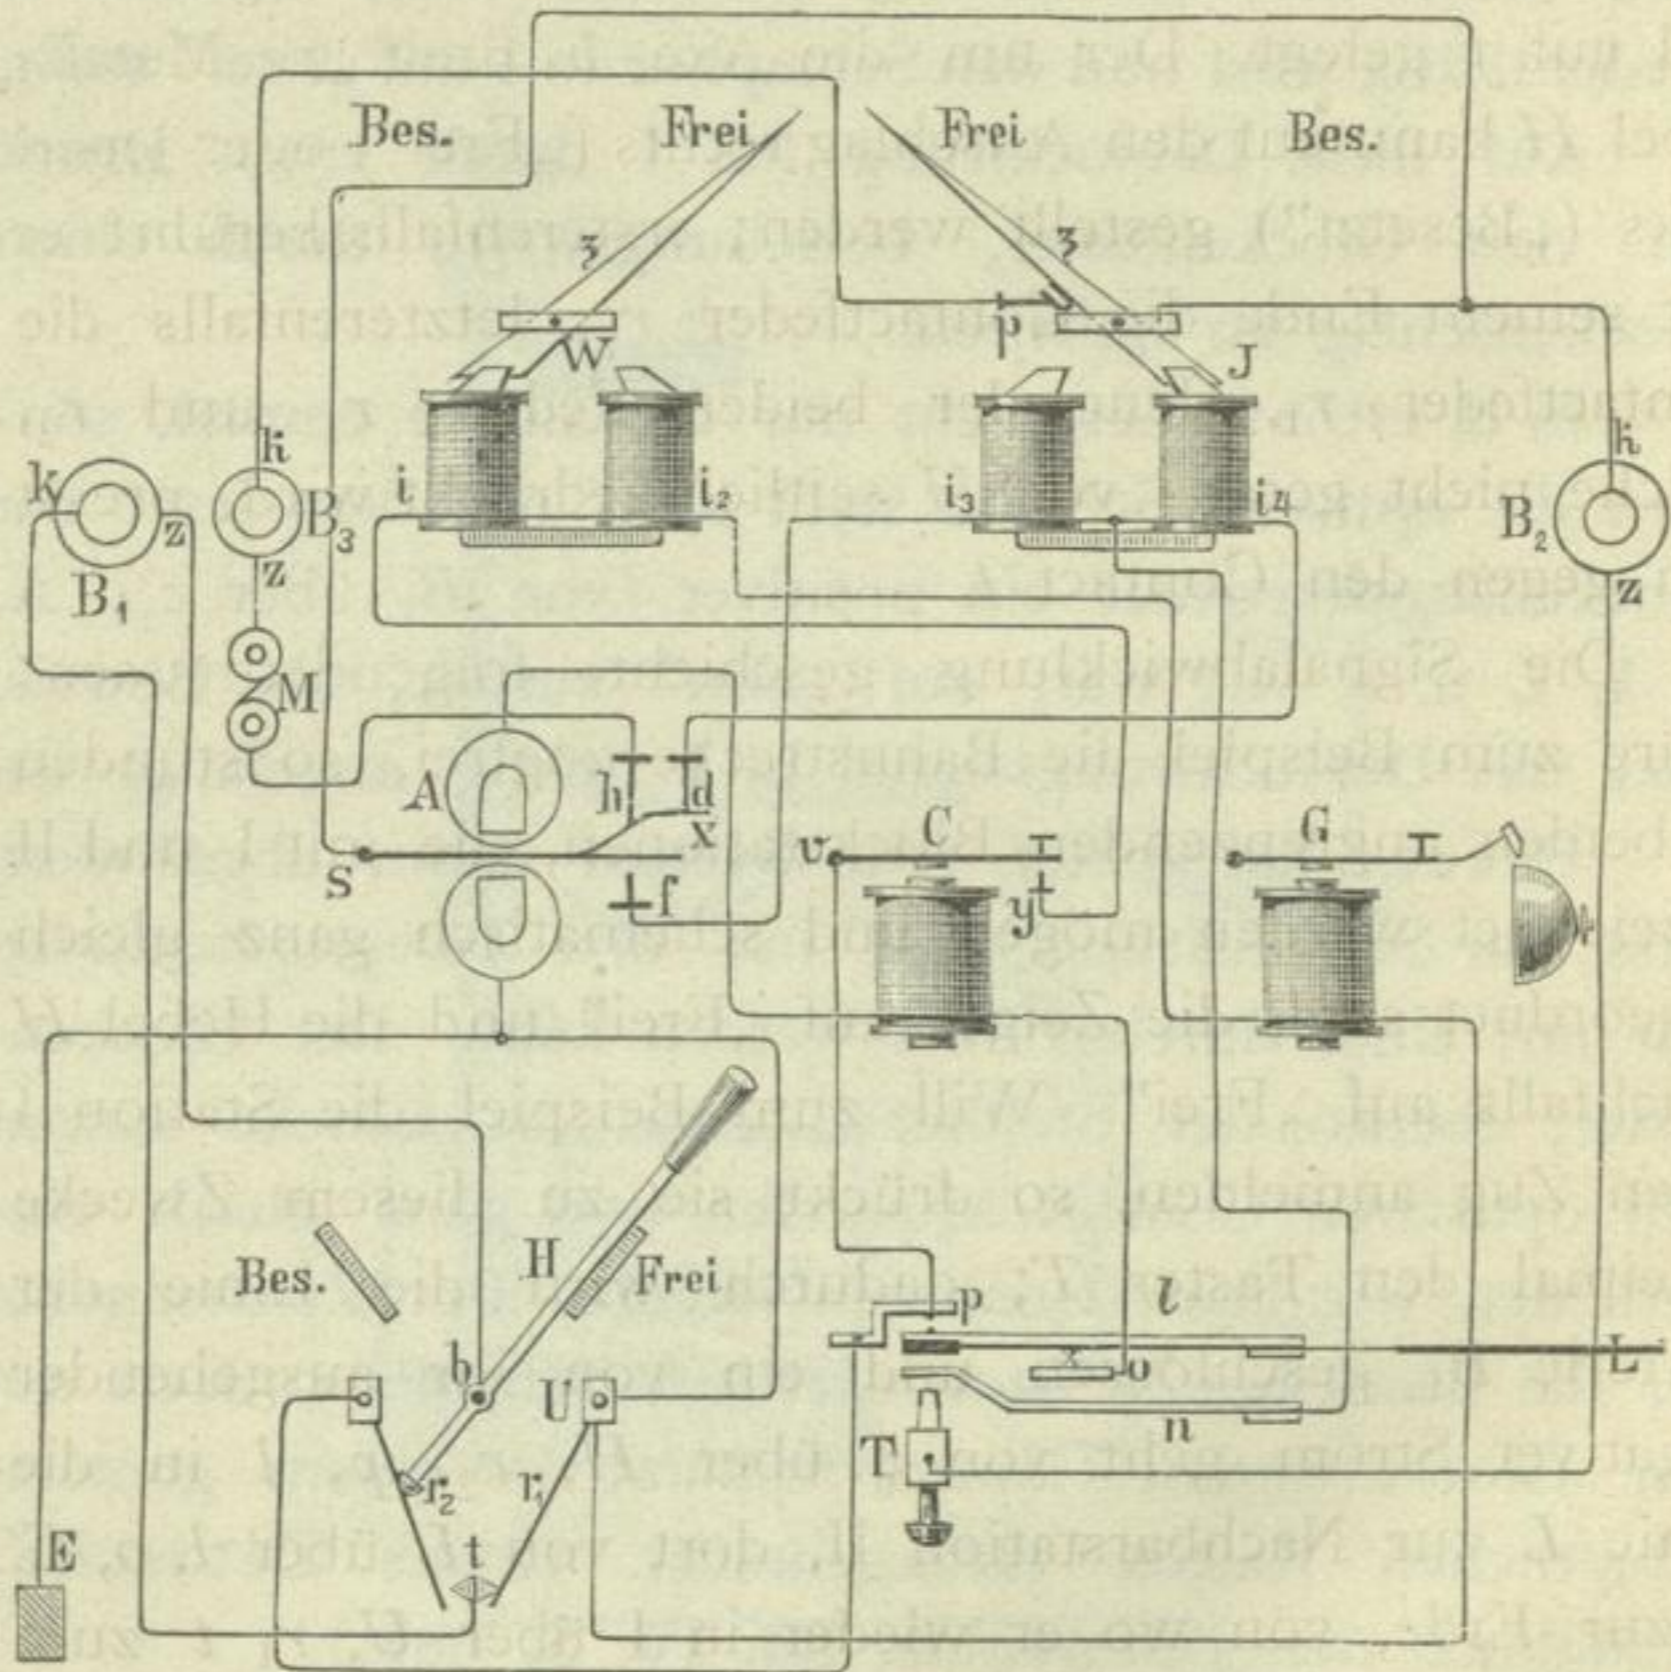 Bes. Frei Frei Bes.
z z
W p J
k k k
i i₂ i₃ i₄
B₃ B₂
z z z
B₁
M
A h d C G
x
S v
f y
H
Bes. Frei
p l
b U o L
n
T
r₂ r₁
E t